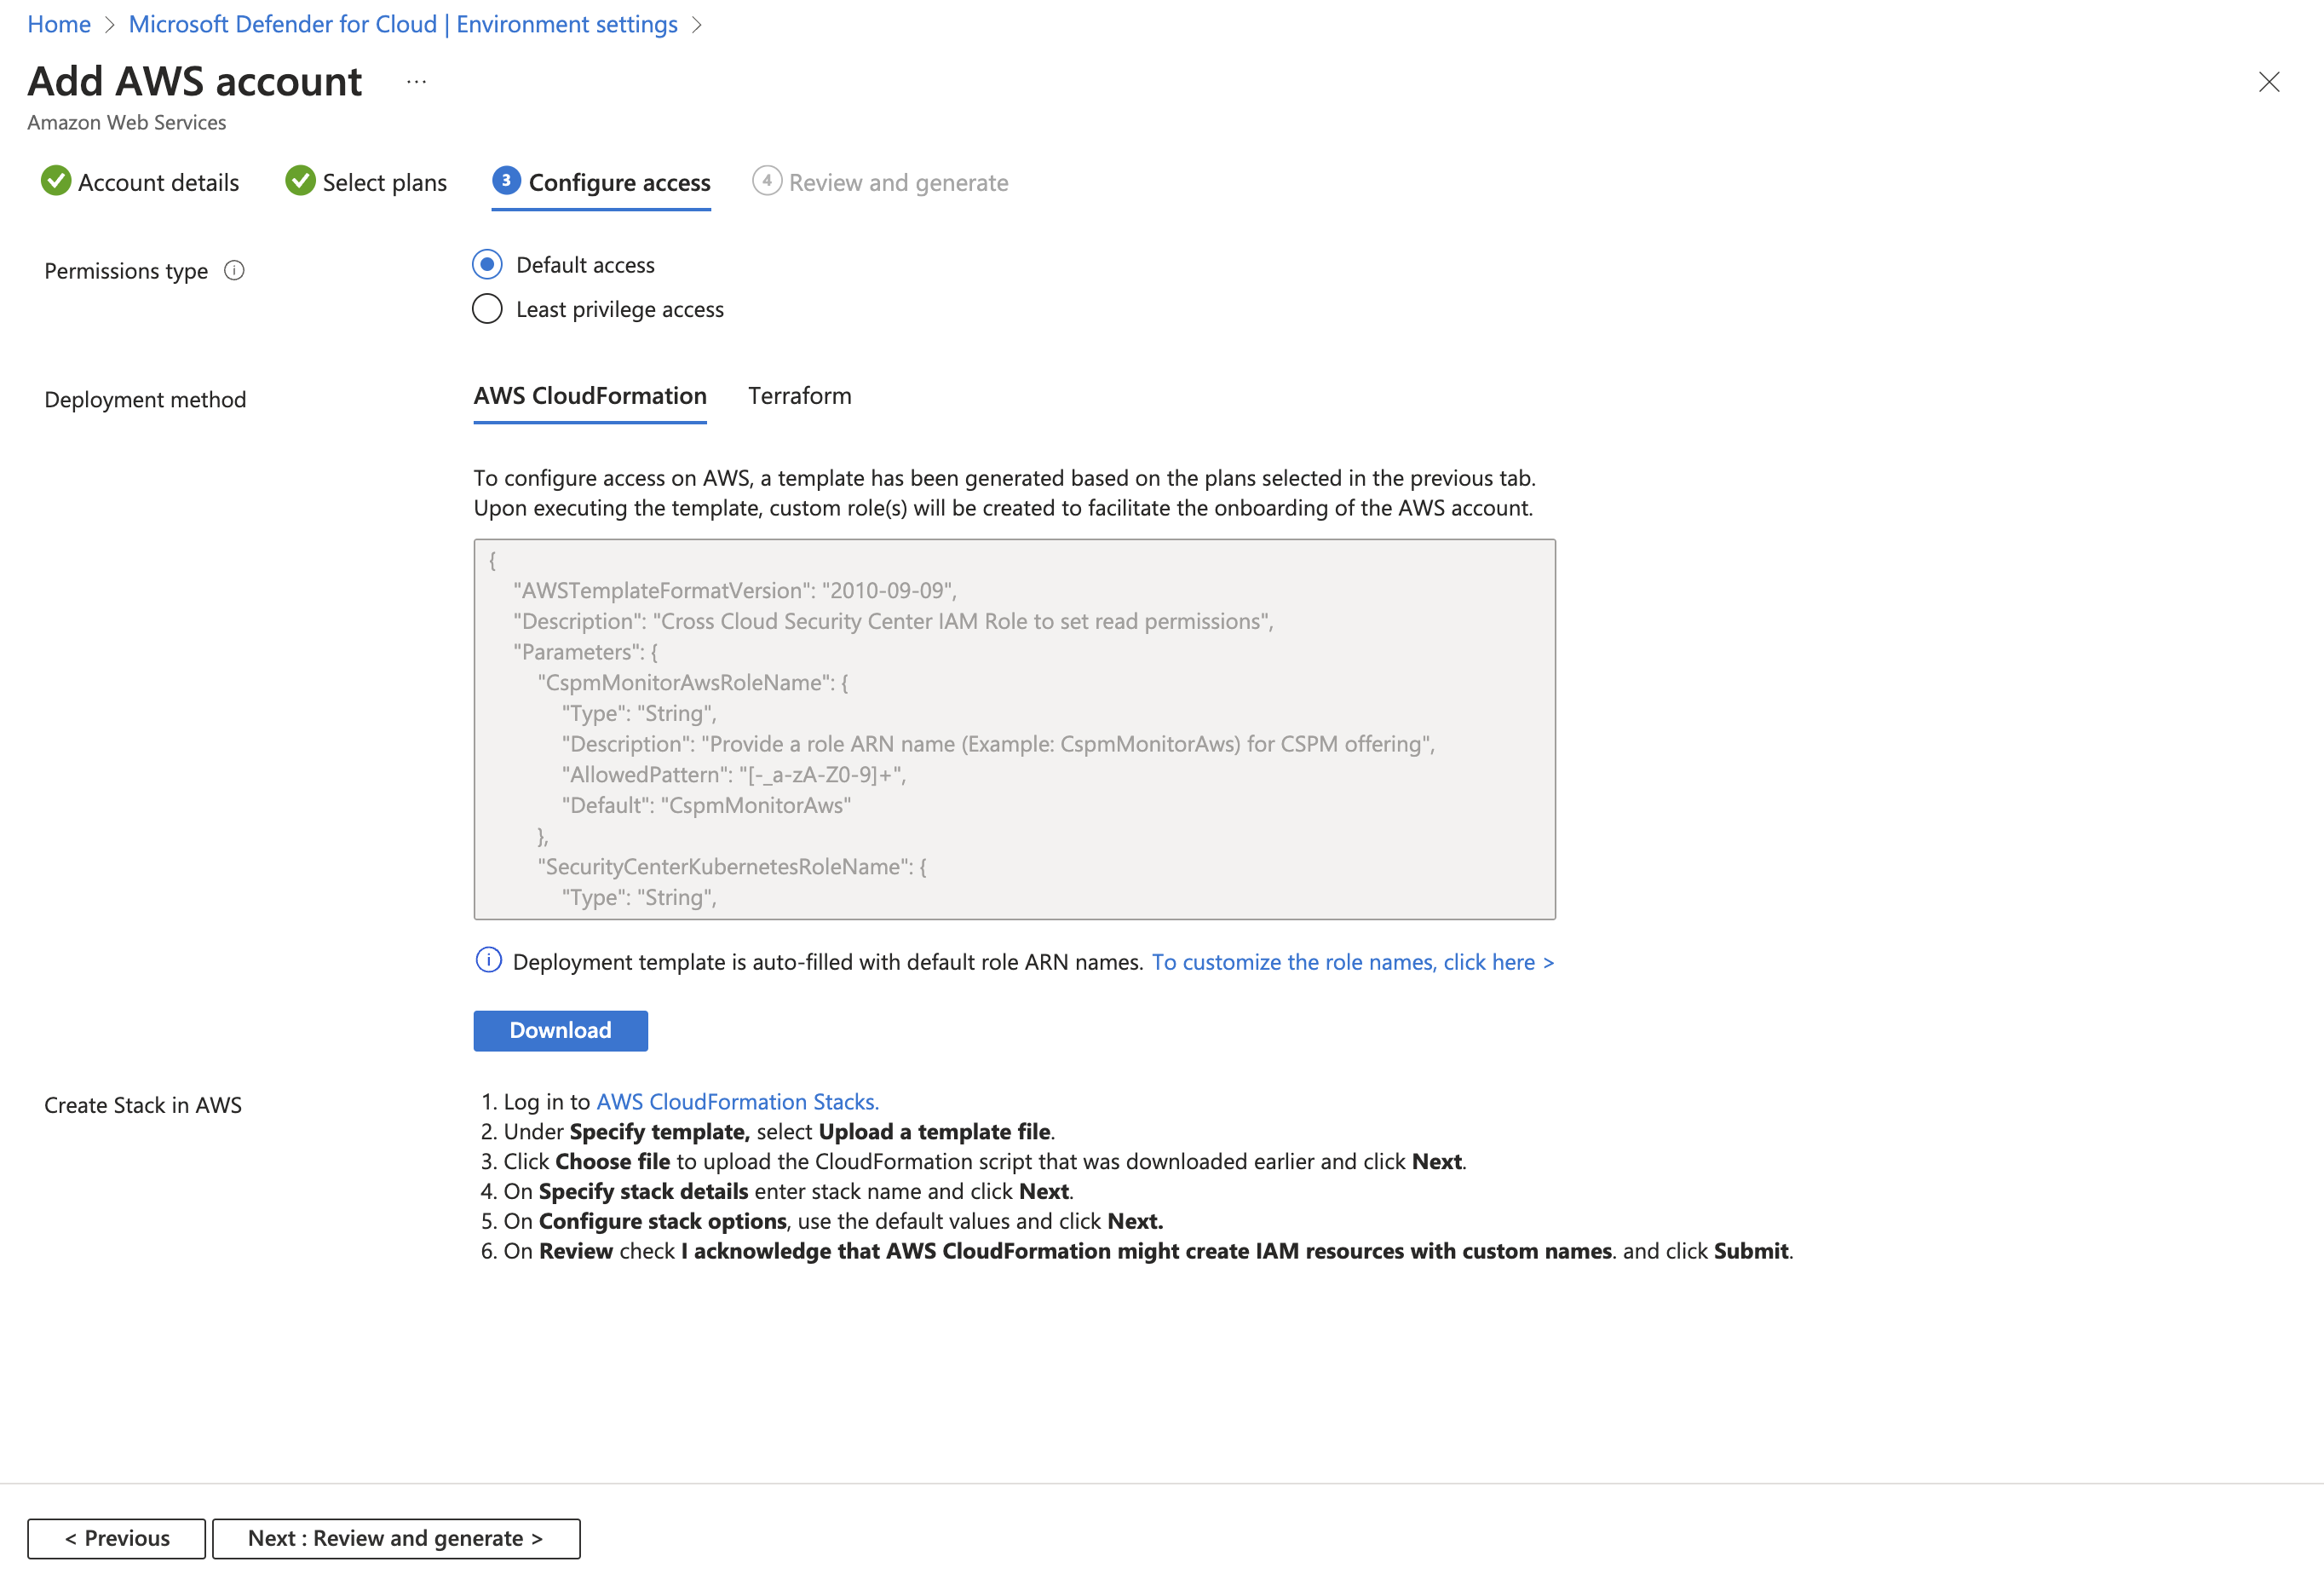 Home > Microsoft Defender for Cloud | Environment settings >
Add AWS account ...
Amazon Web Services
Account details Select plans 3 Configure access 4 Review and generate
Permissions type
Default access
Least privilege access
Deployment method
AWS CloudFormation Terraform
To configure access on AWS, a template has been generated based on the plans selected in the previous tab.
Upon executing the template, custom role(s) will be created to facilitate the onboarding of the AWS account.
{
"AWSTemplateFormatVersion": "2010-09-09",
"Description": "Cross Cloud Security Center IAM Role to set read permissions",
"Parameters": {
"CspmMonitorAwsRoleName": {
"Type": "String",
"Description": "Provide a role ARN name (Example: CspmMonitorAws) for CSPM offering",
"AllowedPattern": "[-_a-zA-Z0-9]+",
"Default": "CspmMonitorAws"
},
"SecurityCenterKubernetesRoleName": {
"Type": "String",
Deployment template is auto-filled with default role ARN names. To customize the role names, click here >
Download
Create Stack in AWS
1. Log in to AWS CloudFormation Stacks.
2. Under Specify template, select Upload a template file.
3. Click Choose file to upload the CloudFormation script that was downloaded earlier and click Next.
4. On Specify stack details enter stack name and click Next.
5. On Configure stack options, use the default values and click Next.
6. On Review check I acknowledge that AWS CloudFormation might create IAM resources with custom names. and click Submit.
< Previous Next : Review and generate >